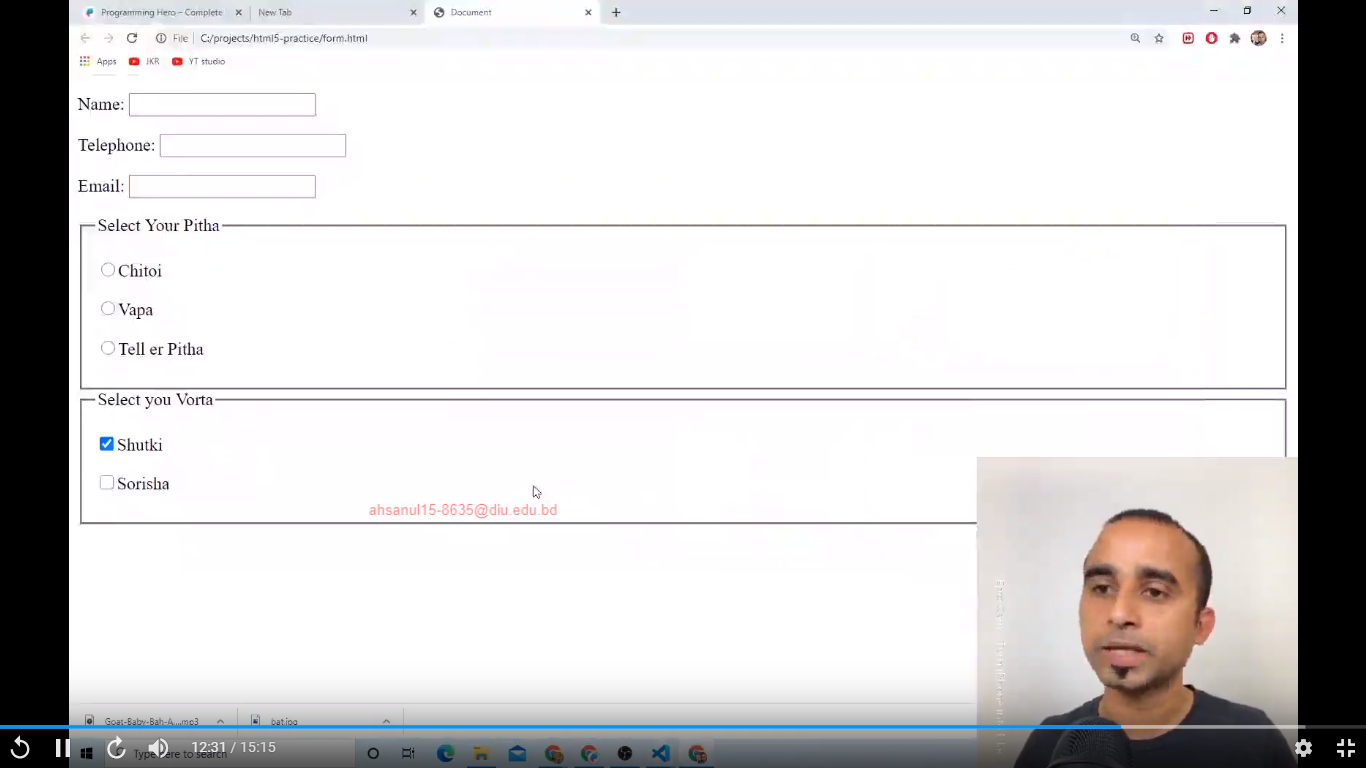 Programming Hero – Complete
New Tab
Document
File
C:/projects/html5-practice/form.html
Apps
JKR
YT studio
Name:
Telephone:
Email:
Select Your Pitha
Chitoi
Vapa
Tell er Pitha
Select you Vorta
Shutki
Sorisha
ahsanul15-8635@diu.edu.bd
Goat-Baby-Bah-A....mp3
bat.jpg
Type here to search
12:31 / 15:15